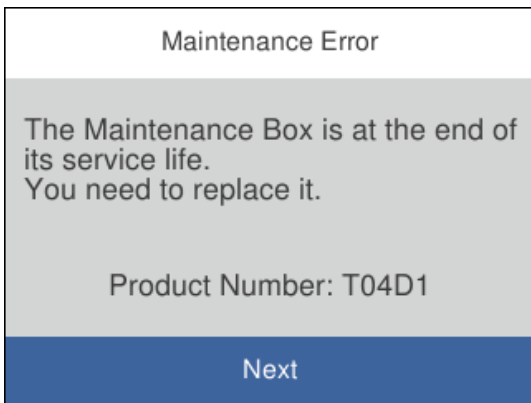 Maintenance Error
The Maintenance Box is at the end of
its service life.
You need to replace it.
Product Number: T04D1
Next